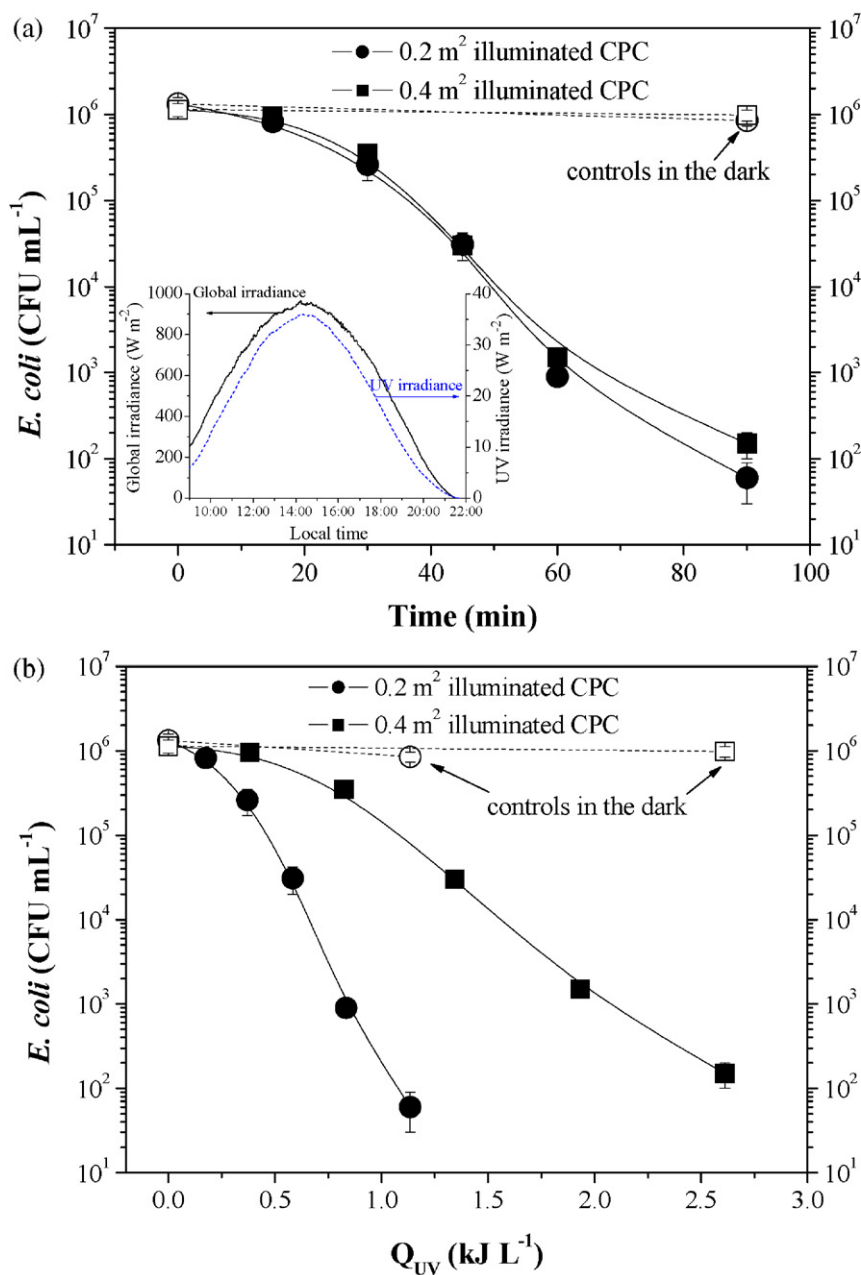 (a)
0.2 m² illuminated CPC
0.4 m² illuminated CPC
controls in the dark
E. coli (CFU mL⁻¹)
10⁷
10⁶
10⁵
10⁴
10³
10²
10¹
10⁷
10⁶
10⁵
10⁴
10³
10²
10¹
Global irradiance
UV irradiance
Global irradiance (W m⁻²)
1000
800
600
400
200
0
UV irradiance (W m⁻²)
40
30
20
10
0
10:00 12:00 14:00 16:00 18:00 20:00 22:00
Local time
0 20 40 60 80 100
Time (min)
(b)
0.2 m² illuminated CPC
0.4 m² illuminated CPC
controls in the dark
E. coli (CFU mL⁻¹)
10⁷
10⁶
10⁵
10⁴
10³
10²
10¹
10⁷
10⁶
10⁵
10⁴
10³
10²
10¹
0.0 0.5 1.0 1.5 2.0 2.5 3.0
Q_UV (kJ L⁻¹)